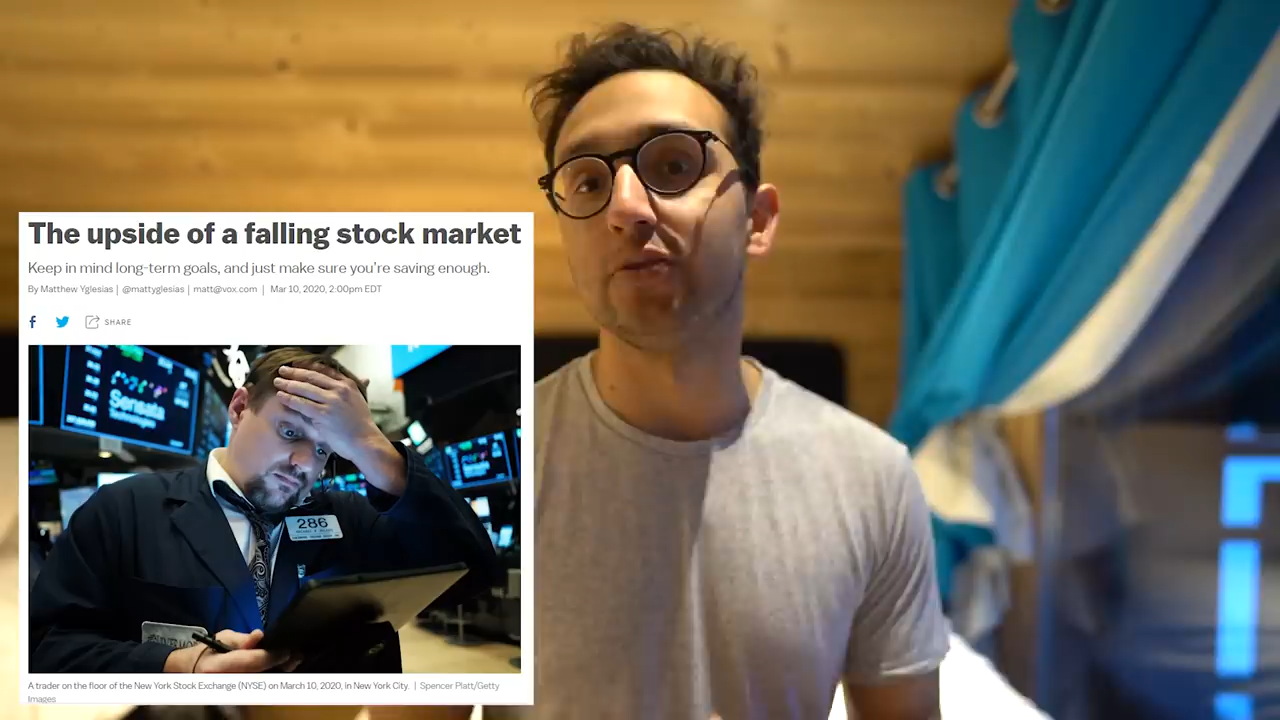 The upside of a falling stock market
Keep in mind long-term goals, and just make sure you're saving enough.
By Matthew Yglesias | @mattyglesias | matt@vox.com | Mar 10, 2020, 2:00pm EDT
SHARE
Sensata
286
A trader on the floor of the New York Stock Exchange (NYSE) on March 10, 2020, in New York City. | Spencer Platt/Getty
Images